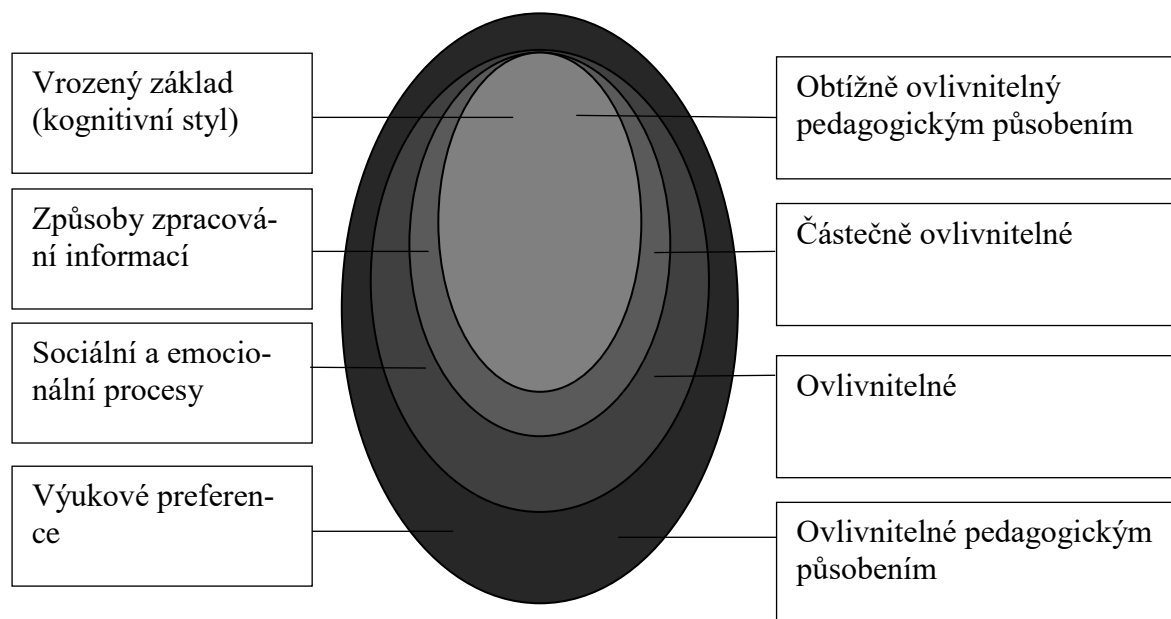 Vrozený základ
(kognitivní styl)
Obtížně ovlivnitelný
pedagogickým působením
Způsoby zpracová-
ní informací
Částečně ovlivnitelné
Sociální a emocio-
nální procesy
Ovlivnitelné
Výukové preferen-
ce
Ovlivnitelné pedagogickým
působením